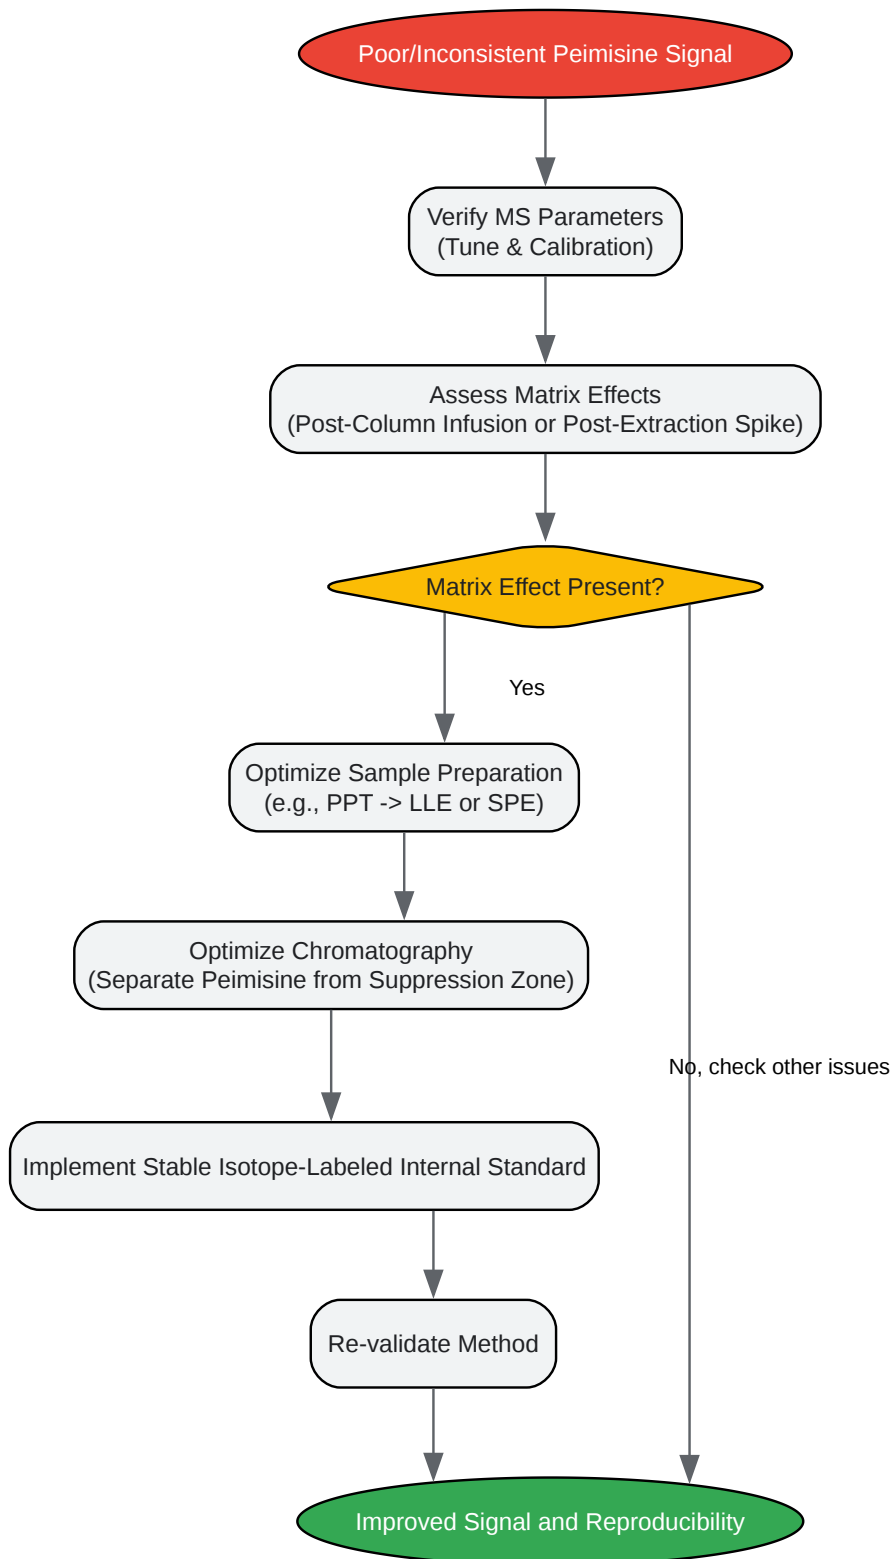 Poor/Inconsistent Peimisine Signal
Verify MS Parameters
(Tune & Calibration)
Assess Matrix Effects
(Post-Column Infusion or Post-Extraction Spike)
Matrix Effect Present?
Yes
Optimize Sample Preparation
(e.g., PPT -> LLE or SPE)
Optimize Chromatography
(Separate Peimisine from Suppression Zone)
No, check other issues
Implement Stable Isotope-Labeled Internal Standard
Re-validate Method
Improved Signal and Reproducibility